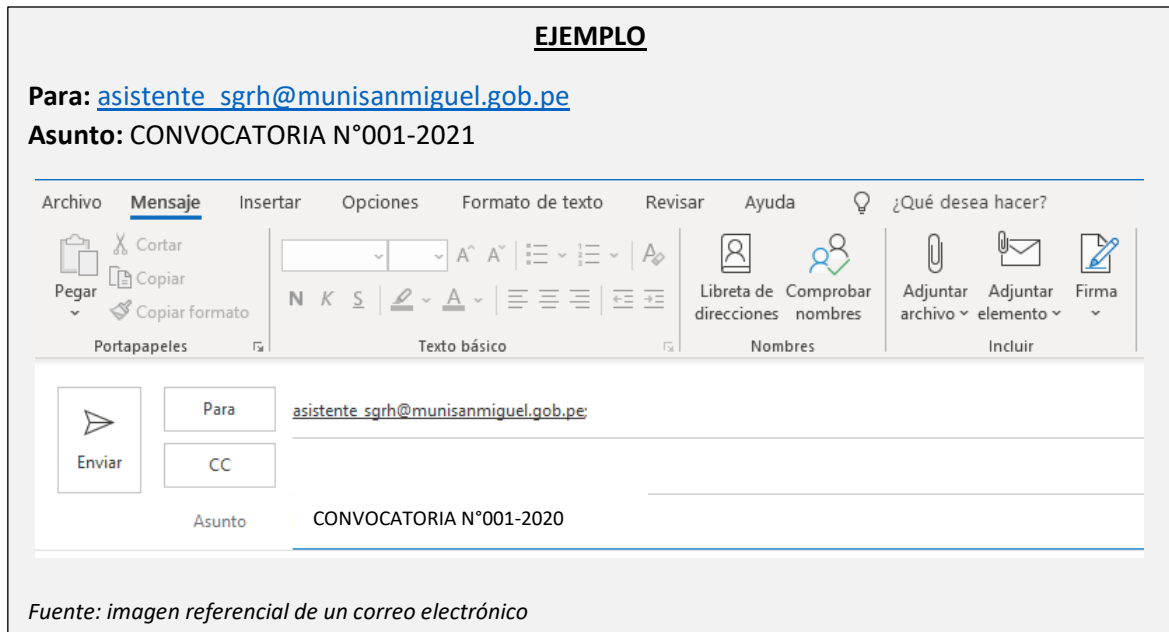 EJEMPLO
Para: asistente_sgrh@munisanmiguel.gob.pe
Asunto: CONVOCATORIA N°001-2021
Archivo Mensaje Insertar Opciones Formato de texto Revisar Ayuda ¿Qué desea hacer?
Pegar
Cortar
Copiar
Copiar formato
Portapapeles
N K S A
Texto básico
Libreta de direcciones
Comprobar nombres
Nombres
Adjuntar archivo
Adjuntar elemento
Firma
Incluir
Enviar
Para asistente_sgrh@munisanmiguel.gob.pe;
CC
Asunto CONVOCATORIA N°001-2020
Fuente: imagen referencial de un correo electrónico